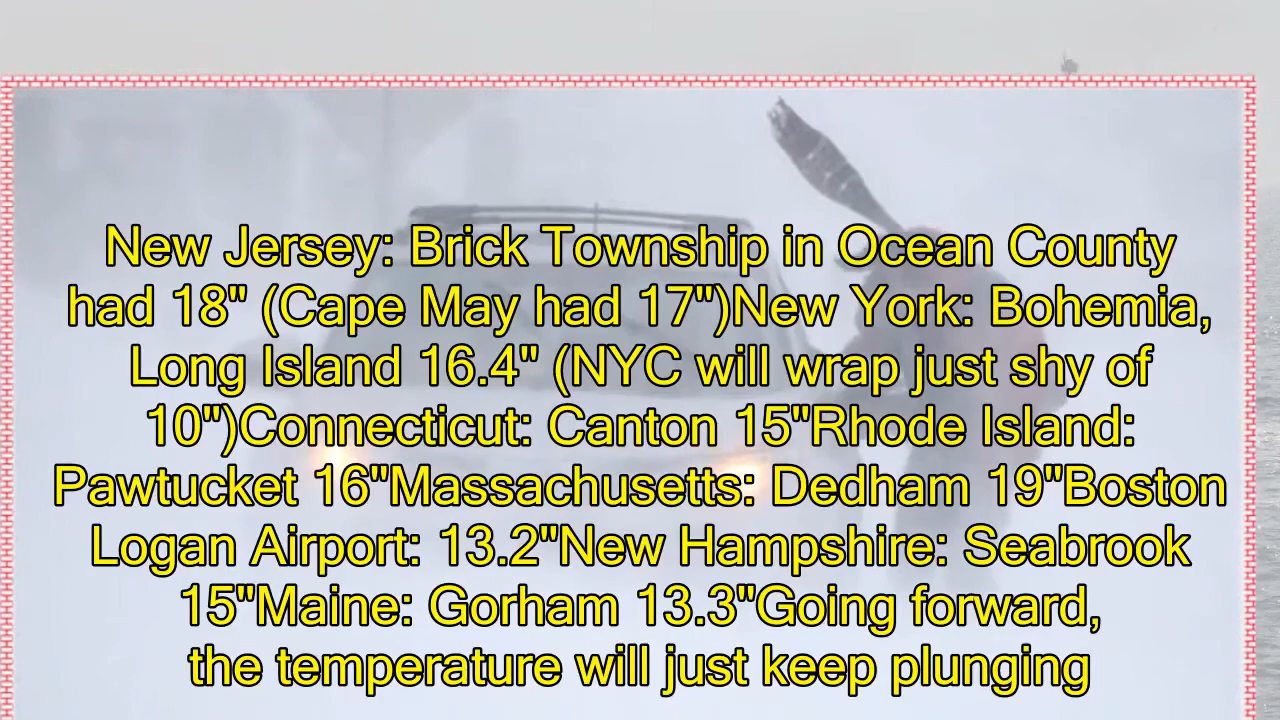 New Jersey: Brick Township in Ocean County
had 18" (Cape May had 17")New York: Bohemia,
Long Island 16.4" (NYC will wrap just shy of
10")Connecticut: Canton 15"Rhode Island:
Pawtucket 16"Massachusetts: Dedham 19"Boston
Logan Airport: 13.2"New Hampshire: Seabrook
15"Maine: Gorham 13.3"Going forward,
the temperature will just keep plunging